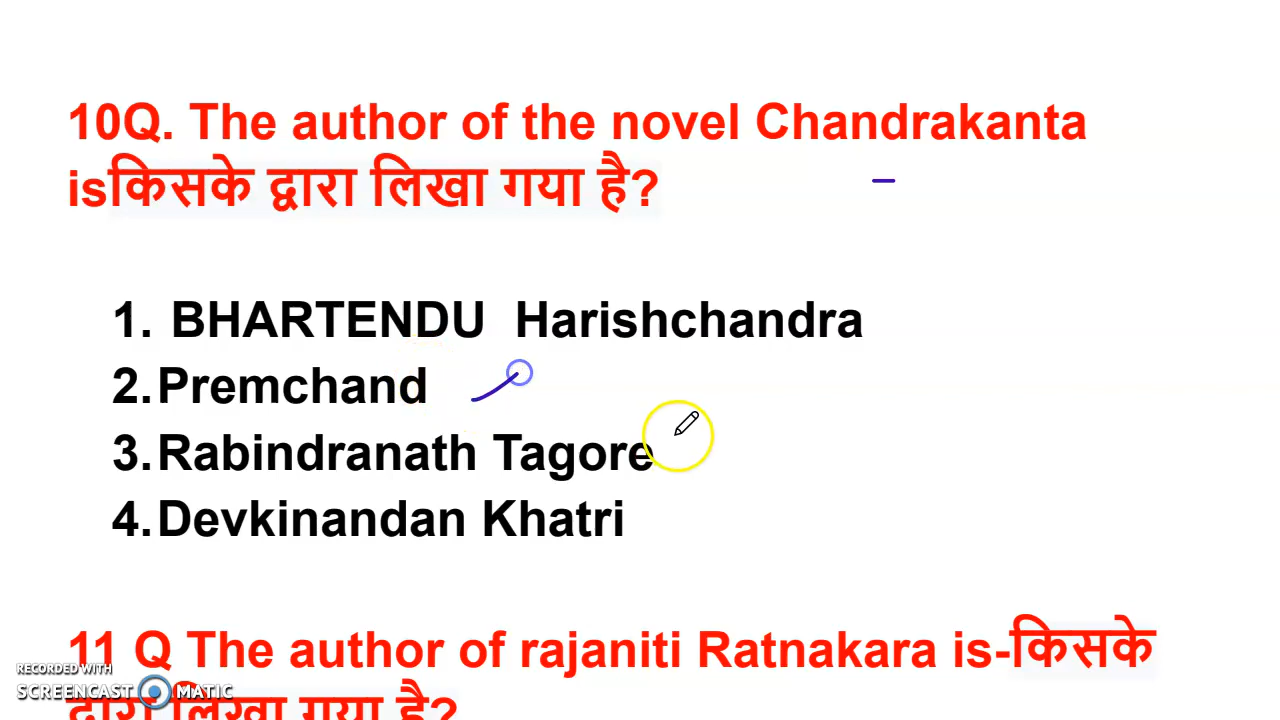 10Q. The author of the novel Chandrakanta
isकिसके द्वारा लिखा गया है?
1. BHARTENDU Harishchandra
2. Premchand
3. Rabindranath Tagore
4. Devkinandan Khatri
11 Q The author of rajaniti Ratnakara is-किसके
द्वारा लिखा गया है?
RECORDED WITH
SCREENCAST MATIC